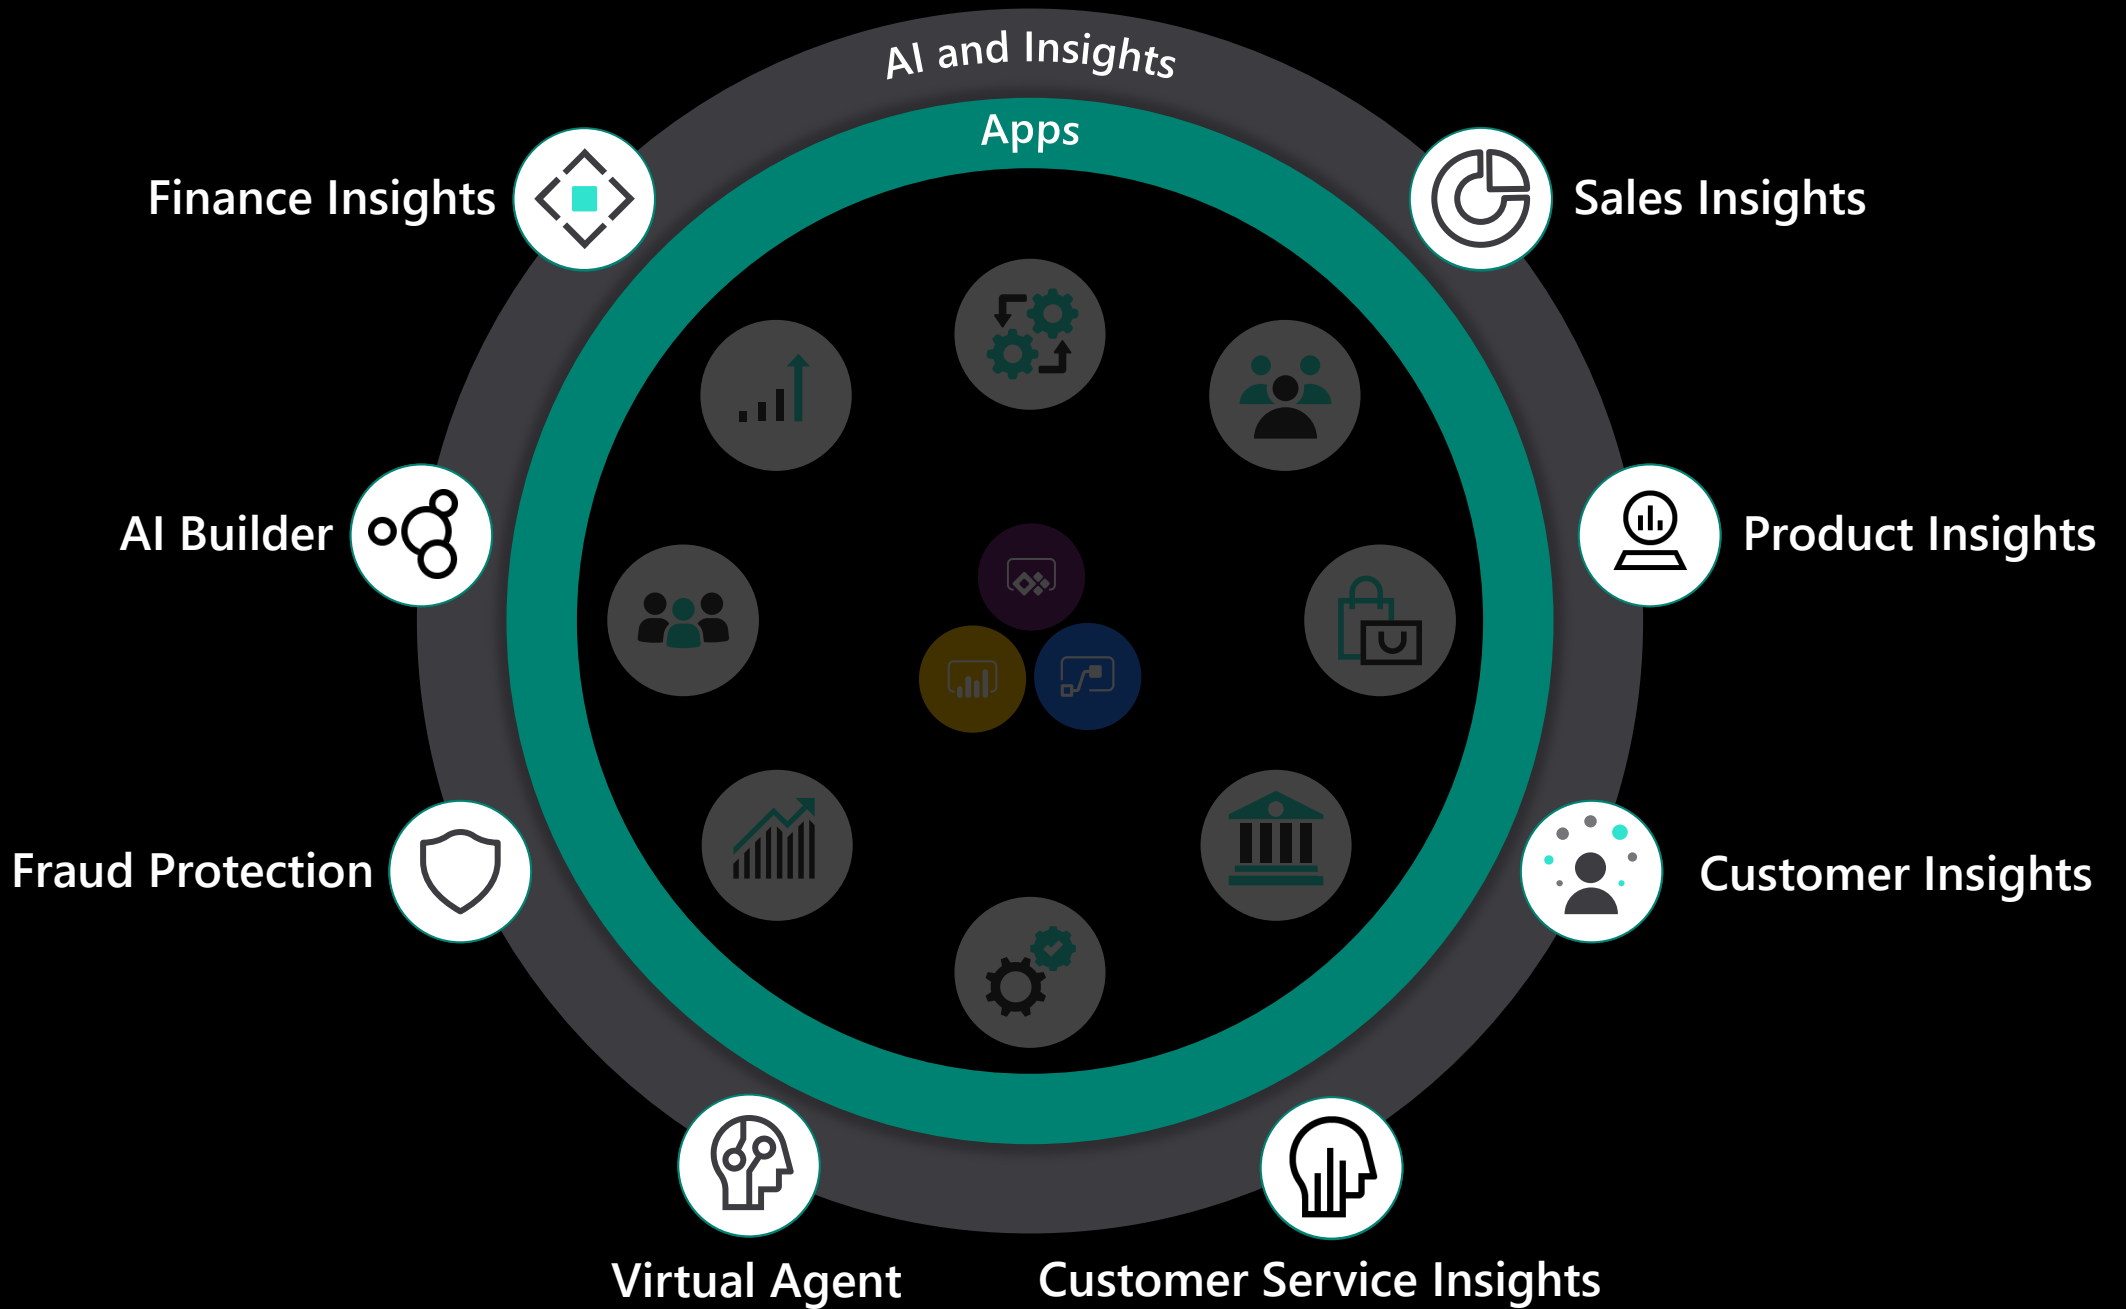 AI and Insights
Apps
Finance Insights
Sales Insights
AI Builder
Product Insights
Fraud Protection
Customer Insights
Virtual Agent
Customer Service Insights